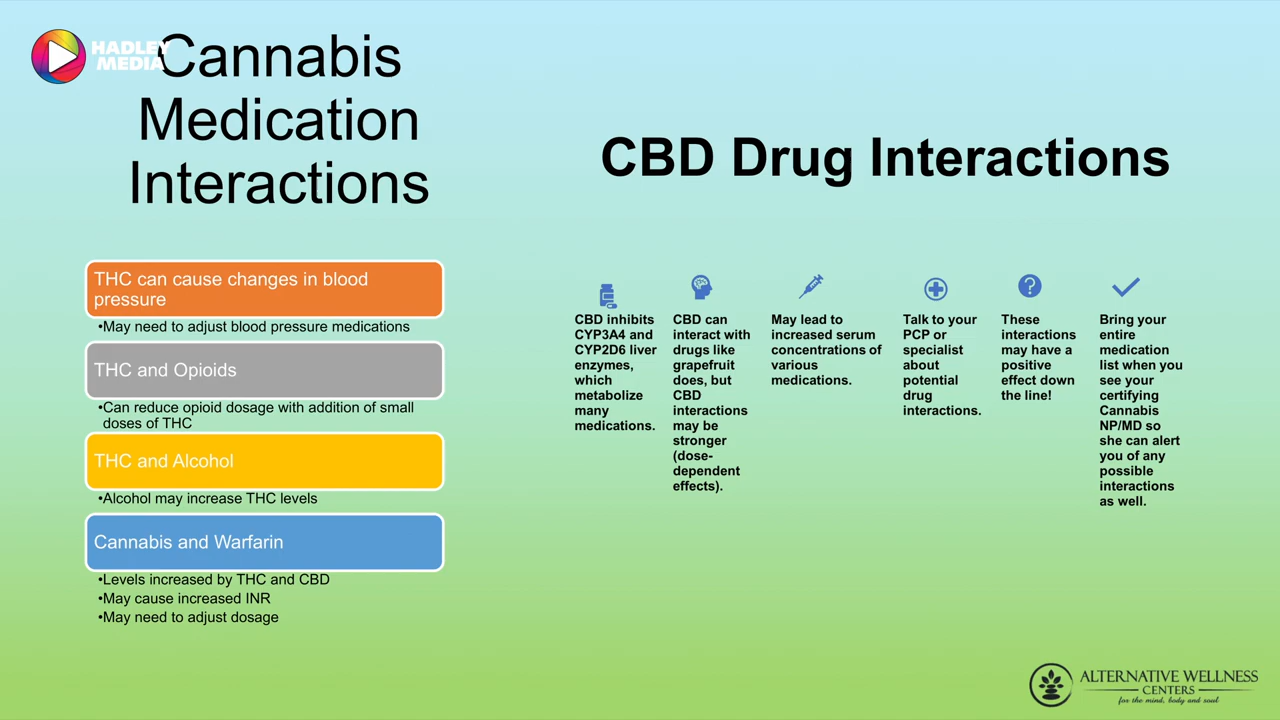 HADLEY
MEDIA
Cannabis
Medication
Interactions
THC can cause changes in blood
pressure
•May need to adjust blood pressure medications
THC and Opioids
•Can reduce opioid dosage with addition of small
doses of THC
THC and Alcohol
•Alcohol may increase THC levels
Cannabis and Warfarin
•Levels increased by THC and CBD
•May cause increased INR
•May need to adjust dosage
CBD Drug Interactions
CBD inhibits
CYP3A4 and
CYP2D6 liver
enzymes,
which
metabolize
many
medications.
CBD can
interact with
drugs like
grapefruit
does, but
CBD
interactions
may be
stronger
(dose-
dependent
effects).
May lead to
increased serum
concentrations of
various
medications.
Talk to your
PCP or
specialist
about
potential
drug
interactions.
These
interactions
may have a
positive
effect down
the line!
Bring your
entire
medication
list when you
see your
certifying
Cannabis
NP/MD so
she can alert
you of any
possible
interactions
as well.
ALTERNATIVE WELLNESS
CENTERS
for the mind, body and soul